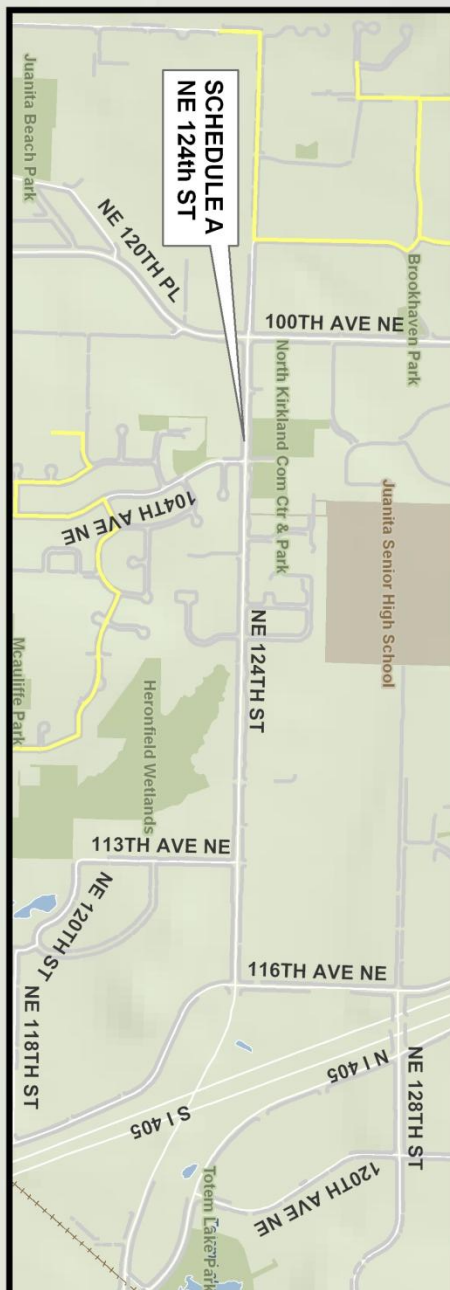 SCHEDULE A
NE 124th ST
Juanita Beach Park
NE 120TH PL
100TH AVE NE
Brookhaven Park
North Kirkland Com Ctr & Park
Juanita Senior High School
104TH AVE NE
NE 124TH ST
Mcauliffe Park
Heronfield Wetlands
113TH AVE NE
NE 120TH ST
NE 118TH ST
116TH AVE NE
NE 128TH ST
N I 405
S I 405
120TH AVE NE
Totem Lake Park